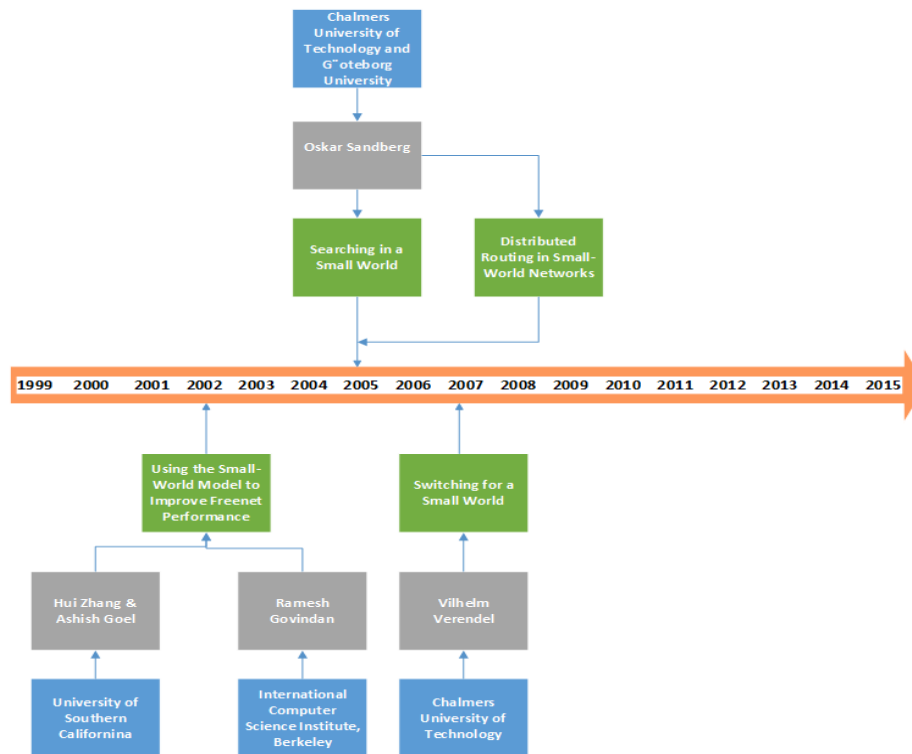 Chalmers
University of
Technology and
G¨oteborg
University
Oskar Sandberg
Searching in a
Small World
Distributed
Routing in Small-
World Networks
1999 2000 2001 2002 2003 2004 2005 2006 2007 2008 2009 2010 2011 2012 2013 2014 2015
Using the Small-
World Model to
Improve Freenet
Performance
Switching for a
Small World
Hui Zhang &
Ashish Goel
Ramesh
Govindan
Vilhelm
Verendel
University of
Southern
Californina
International
Computer
Science Institute,
Berkeley
Chalmers
University of
Technology